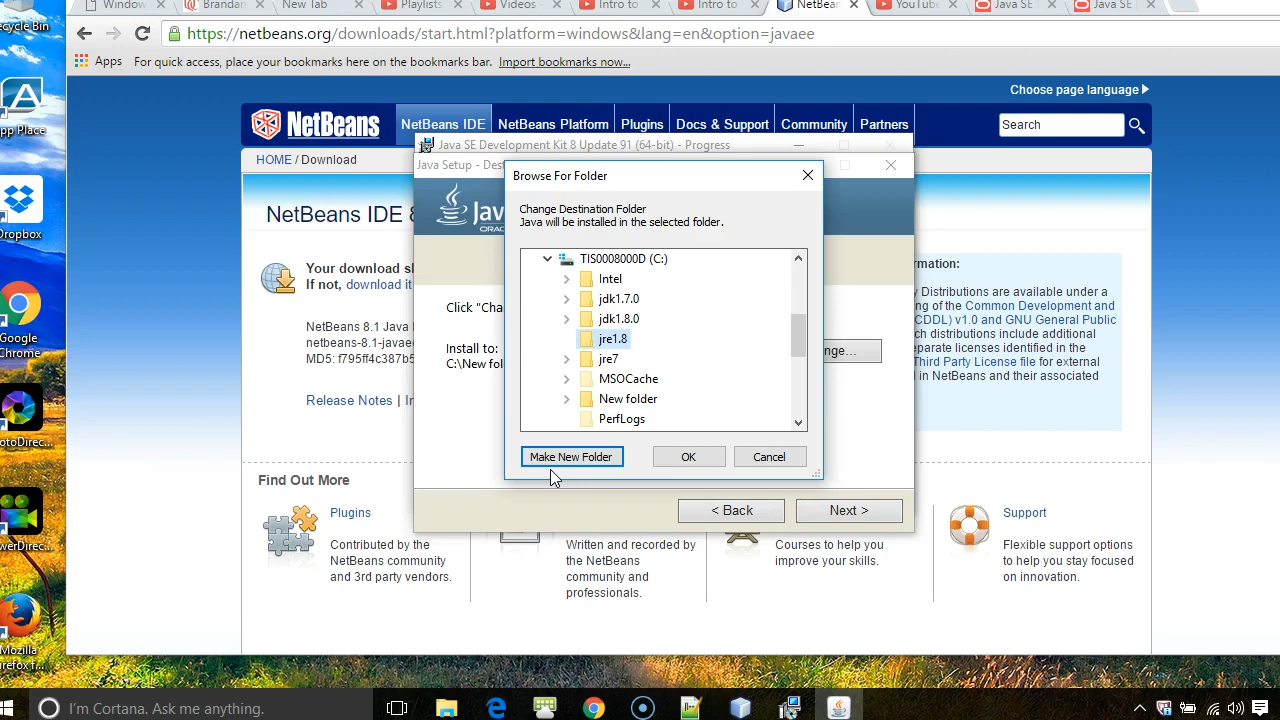 Window
Brandan
New Tab
Playlists
Videos -
Intro to
Intro to
NetBean
YouTube
Java SE
Java SE
https://netbeans.org/downloads/start.html?platform=windows&lang=en&option=javaee
Apps For quick access, place your bookmarks here on the bookmarks bar. Import bookmarks now...
Choose page language
NetBeans
NetBeans IDE
NetBeans Platform
Plugins
Docs & Support
Community
Partners
Search
HOME / Download
Java SE Development Kit 8 Update 91 (64-bit) - Progress
Java Setup - Dest
Browse For Folder
Change Destination Folder
Java will be installed in the selected folder.
TIS0008000D (C:)
Intel
jdk1.7.0
jdk1.8.0
jre1.8
jre7
MSOCache
New folder
PerfLogs
Make New Folder
OK
Cancel
Jav
ORAC
Click "Cha
Install to:
C:\New fol
nge...
< Back
Next >
NetBeans IDE 8
Your download s
If not, download it
NetBeans 8.1 Java
netbeans-8.1-javaee
MD5: f795ff4c387b5
Release Notes |
rmation:
y Distributions are available under a
ng of the Common Development and
CDDL) v1.0 and GNU General Public
ch distributions include additional
eparate licenses identified in the
Third Party License file for external
d in NetBeans and their associated
Find Out More
Plugins
Contributed by the
NetBeans community
and 3rd party vendors.
Written and recorded by
the NetBeans
community and
professionals.
Courses to help you
improve your skills.
Support
Flexible support options
to help you stay focused
on innovation.
ecycle Bin
pp Place
Dropbox
Google
Chrome
otoDirec...
werDirec...
Mozilla
irefox f...
I'm Cortana. Ask me anything.